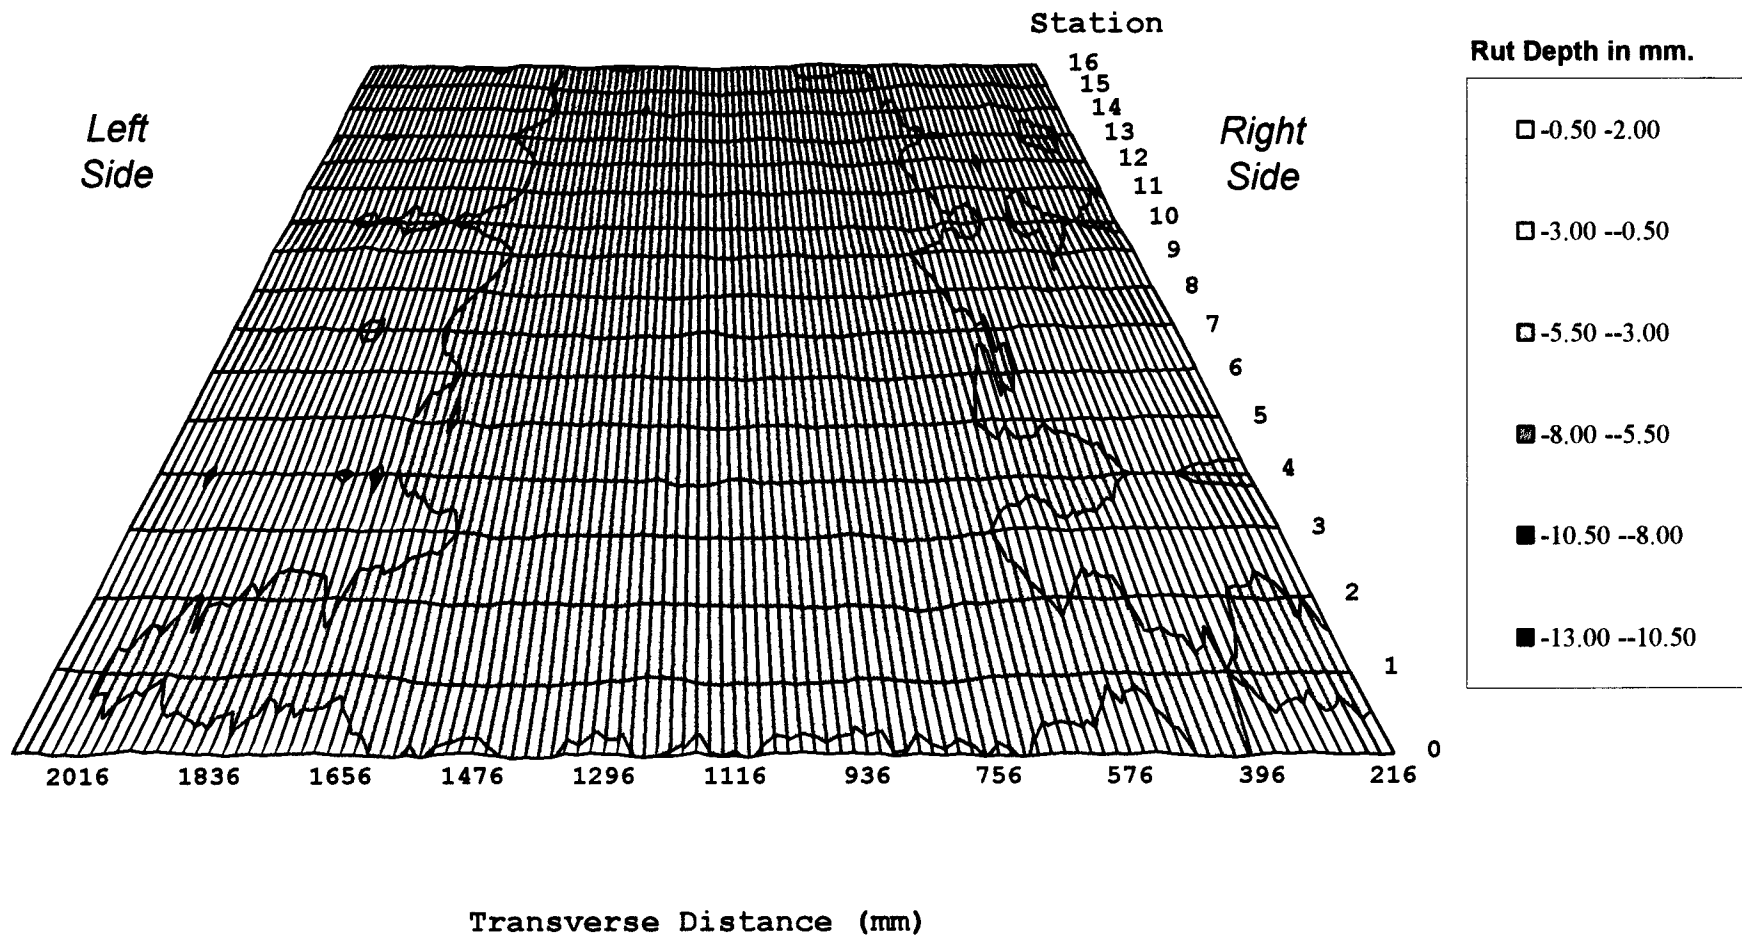 Station
Rut Depth in mm.
Left
Side
Right
Side
16
15
14
13
12
11
10
9
8
7
6
5
4
3
2
1
0
-0.50 -2.00
-3.00 --0.50
-5.50 --3.00
-8.00 --5.50
-10.50 --8.00
-13.00 --10.50
2016 1836 1656 1476 1296 1116 936 756 576 396 216
Transverse Distance (mm)